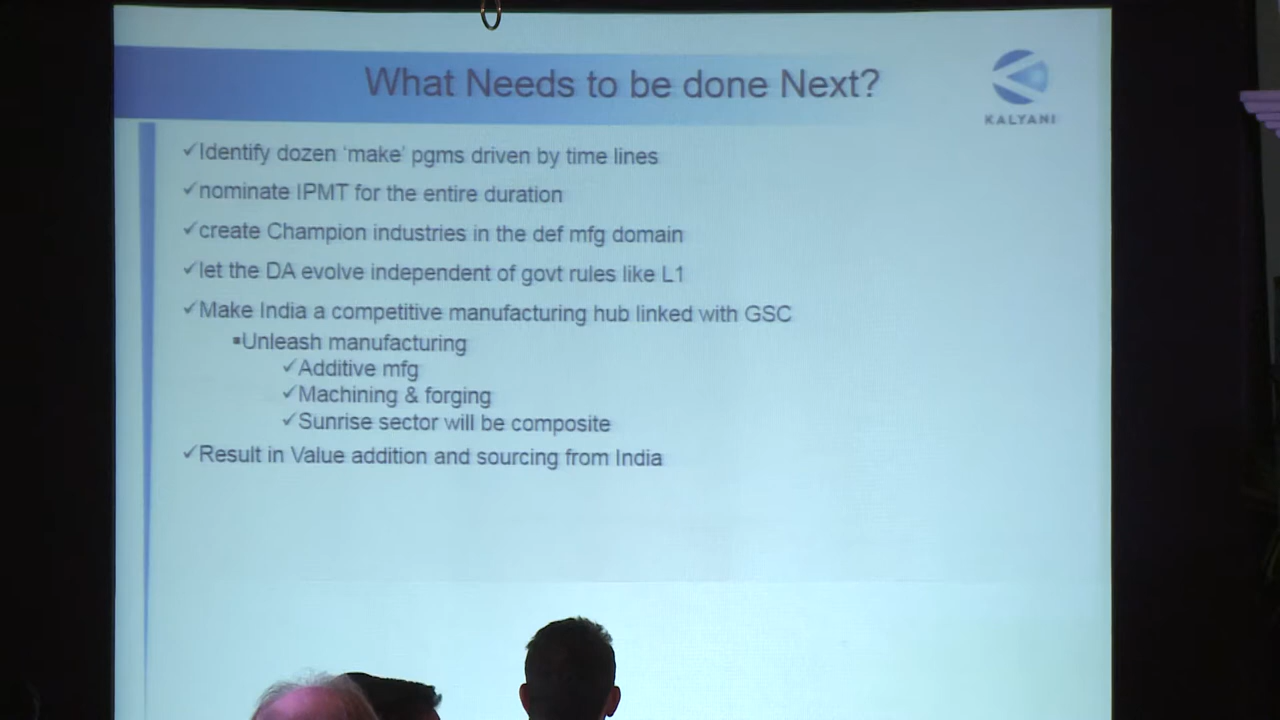 What Needs to be done Next?
KALYANI
✓Identify dozen ‘make’ pgms driven by time lines
✓nominate IPMT for the entire duration
✓create Champion industries in the def mfg domain
✓let the DA evolve independent of govt rules like L1
✓Make India a competitive manufacturing hub linked with GSC
▪Unleash manufacturing
✓Additive mfg
✓Machining & forging
✓Sunrise sector will be composite
✓Result in Value addition and sourcing from India